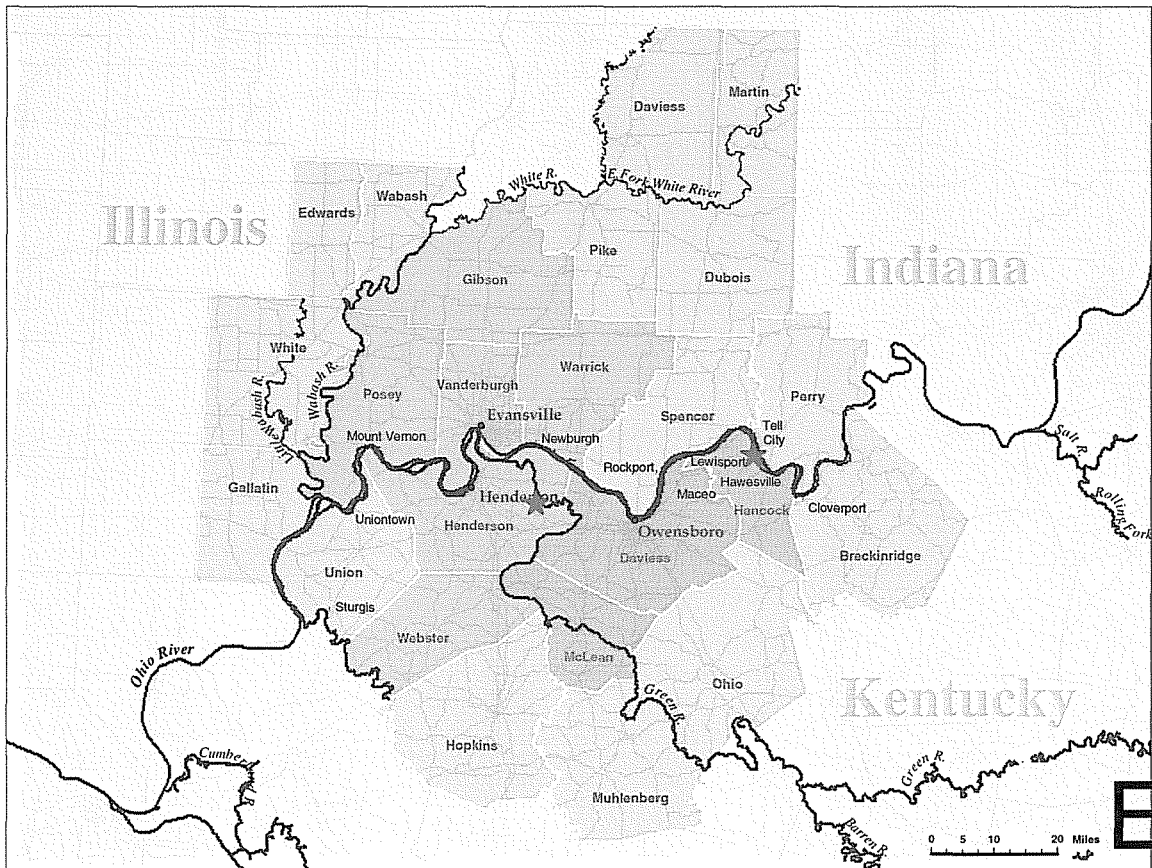 Martin
Daviess
White R.
E Fork White River
Wabash
Edwards
Illinois
Pike
Indiana
Gibson
Dubois
White
Wabash R.
Warrick
Vanderburgh
Posey
Perry
Evansville
Spencer
Tell
City
Mount Vernon
Newburgh
Salt R.
Rockport
Lewisport
Hawesville
Gallatin
Henderson
Maceo
Hancock
Rolling Fork
Cloverport
Uniontown
Henderson
Owensboro
Daviess
Breckinridge
Union
Sturgis
Webster
Ohio River
McLean
Ohio
Green R.
Kentucky
Hopkins
Green R.
Muhlenberg
Barren R.
E
0 5 10 20 Miles